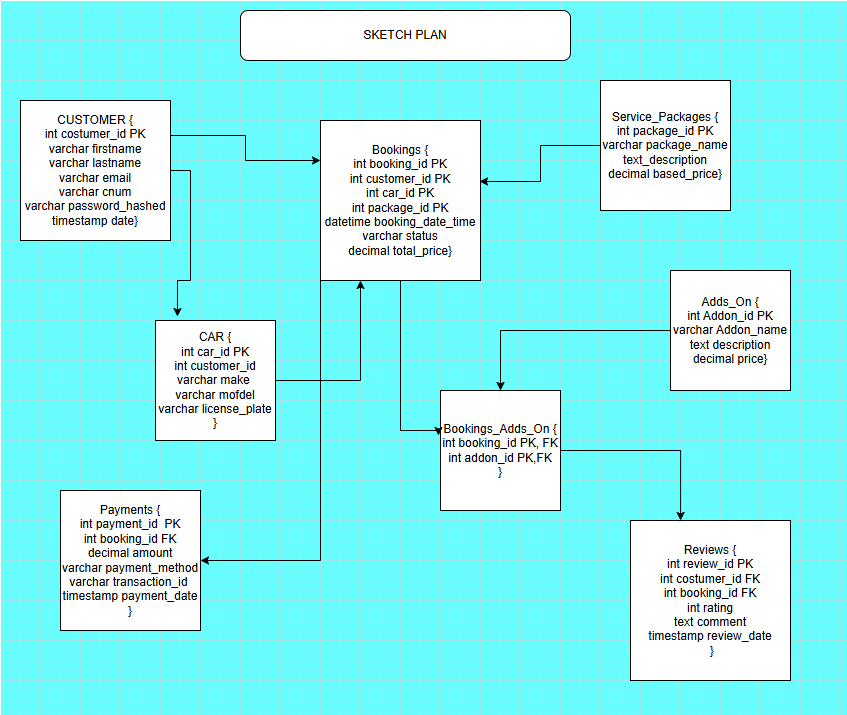 SKETCH PLAN
CUSTOMER {
int costumer_id PK
varchar firstname
varchar lastname
varchar email
varchar cnum
varchar password_hashed
timestamp date}
Bookings {
int booking_id PK
int customer_id PK
int car_id PK
int package_id PK
datetime booking_date_time
varchar status
decimal total_price}
Service_Packages {
int package_id PK
varchar package_name
text_description
decimal based_price}
CAR {
int car_id PK
int customer_id
varchar make
varchar mofdel
varchar license_plate
}
Adds_On {
int Addon_id PK
varchar Addon_name
text description
decimal price}
Bookings_Adds_On {
int booking_id PK, FK
int addon_id PK,FK
}
Payments {
int payment_id  PK
int booking_id FK
decimal amount
varchar payment_method
varchar transaction_id
timestamp payment_date
}
Reviews {
int review_id PK
int costumer_id FK
int booking_id FK
int rating
text comment
timestamp review_date
}